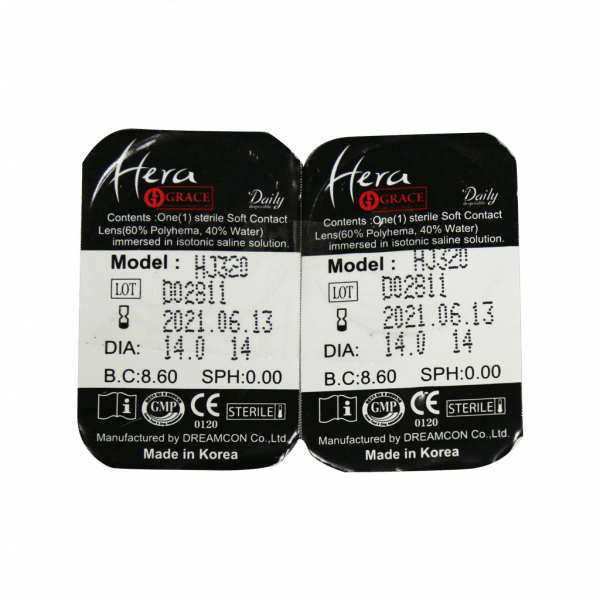 Hera
GRACE
Daily
disposable
Contents :One(1) sterile Soft Contact
Lens(60% Polyhema, 40% Water)
immersed in isotonic saline solution.
Model : HJ320
LOT D02811
2021.06.13
DIA: 14.0 14
B.C:8.60 SPH:0.00
GMP CE 0120 STERILE
Manufactured by DREAMCON Co.,Ltd.
Made in Korea
Hera
GRACE
Daily
disposable
Contents :One(1) sterile Soft Contact
Lens(60% Polyhema, 40% Water)
immersed in isotonic saline solution.
Model : HJ320
LOT D02811
2021.06.13
DIA: 14.0 14
B.C:8.60 SPH:0.00
GMP CE 0120 STERILE
Manufactured by DREAMCON Co.,Ltd.
Made in Korea